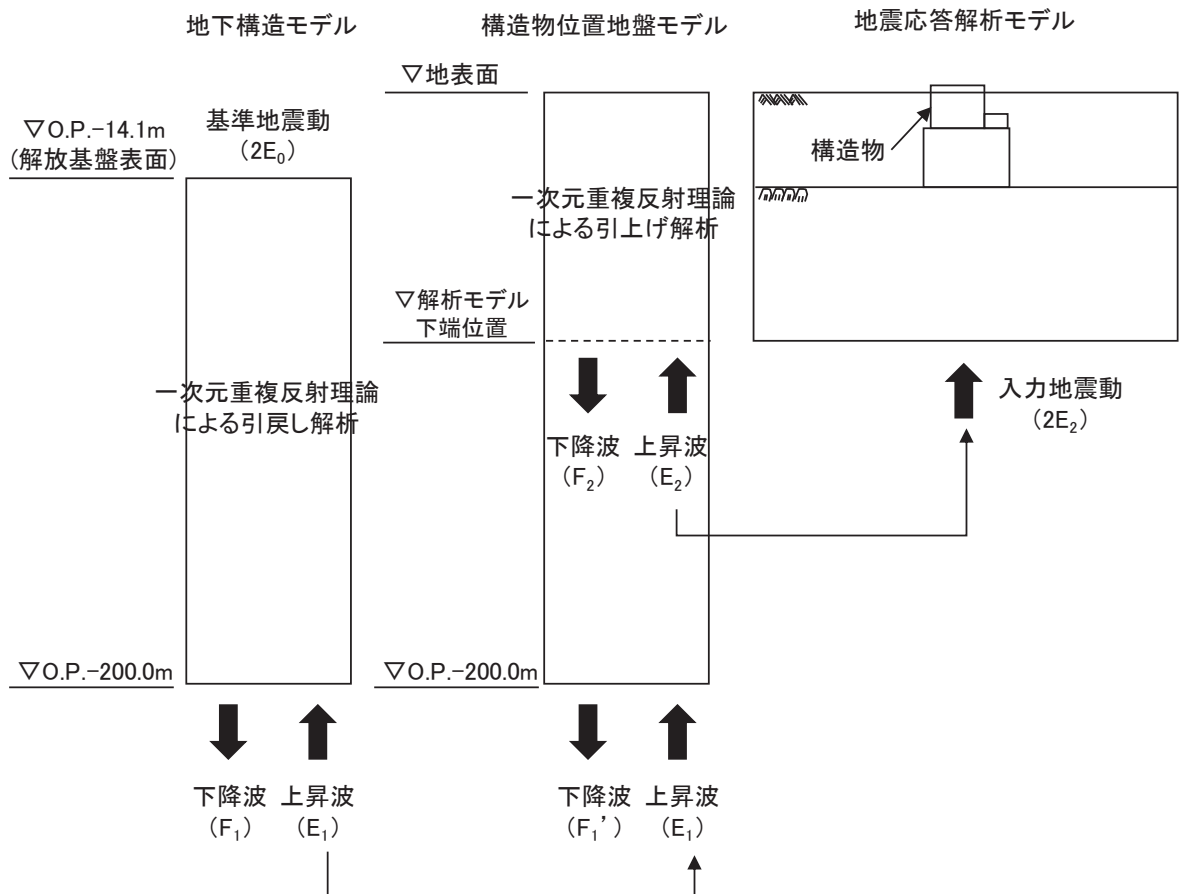 地下構造モデル
構造物位置地盤モデル
地震応答解析モデル
▽地表面
▽O.P.-14.1m
(解放基盤表面)
基準地震動
(2E₀)
一次元重複反射理論
による引上げ解析
構造物
▽解析モデル
下端位置
一次元重複反射理論
による引戻し解析
下降波
(F₂)
上昇波
(E₂)
入力地震動
(2E₂)
▽O.P.-200.0m
▽O.P.-200.0m
下降波
(F₁)
上昇波
(E₁)
下降波
(F₁’)
上昇波
(E₁)